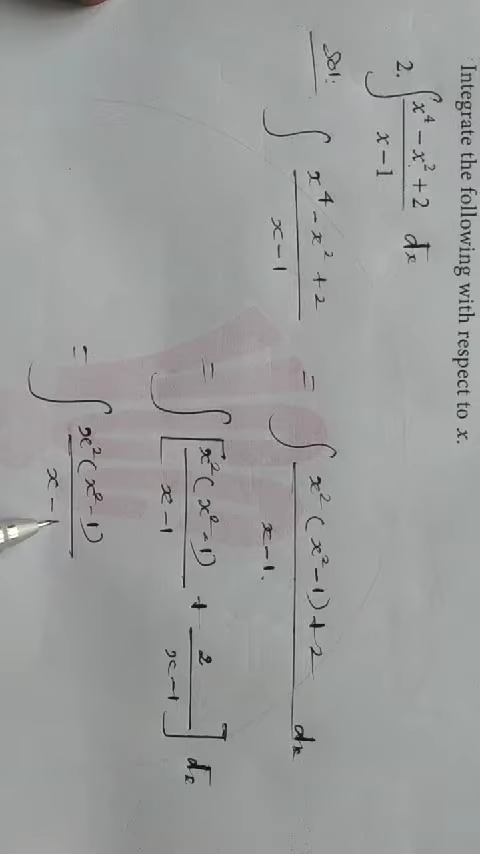 Integrate the following with respect to x.
2. ∫ (x⁴ − x² + 2)/(x − 1) dx
Sol: ∫ (x⁴ − x² + 2)/(x − 1) = ∫ (x²(x² − 1) + 2)/(x − 1) dx
= ∫ [x²(x² − 1)/(x − 1) + 2/(x − 1)] dx
= ∫ x²(x² − 1)/(x −